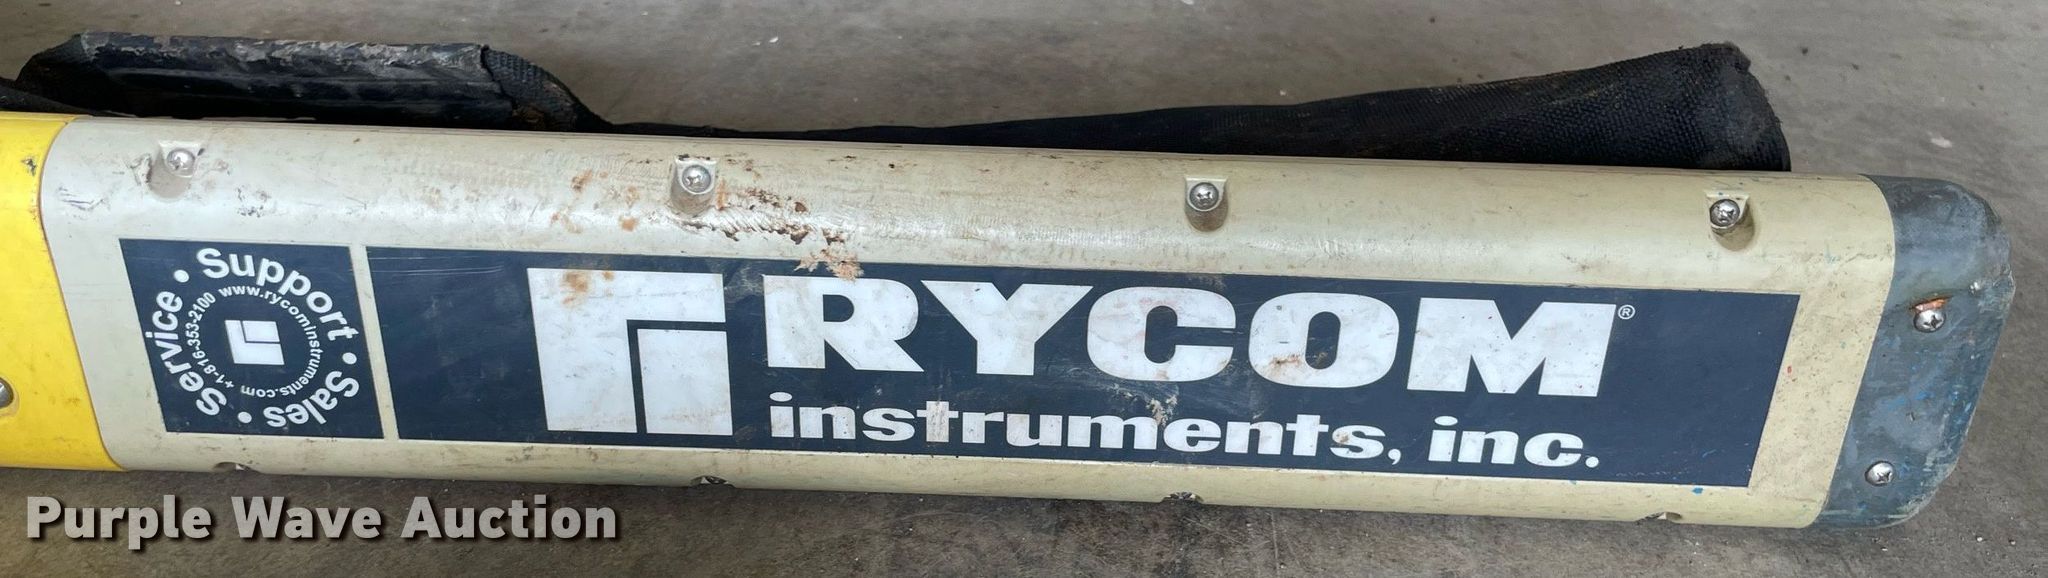 Service • Support • Sales •
www.rycominstruments.com
+1-816-353-2100
RYCOM®
instruments, inc.
Purple Wave Auction